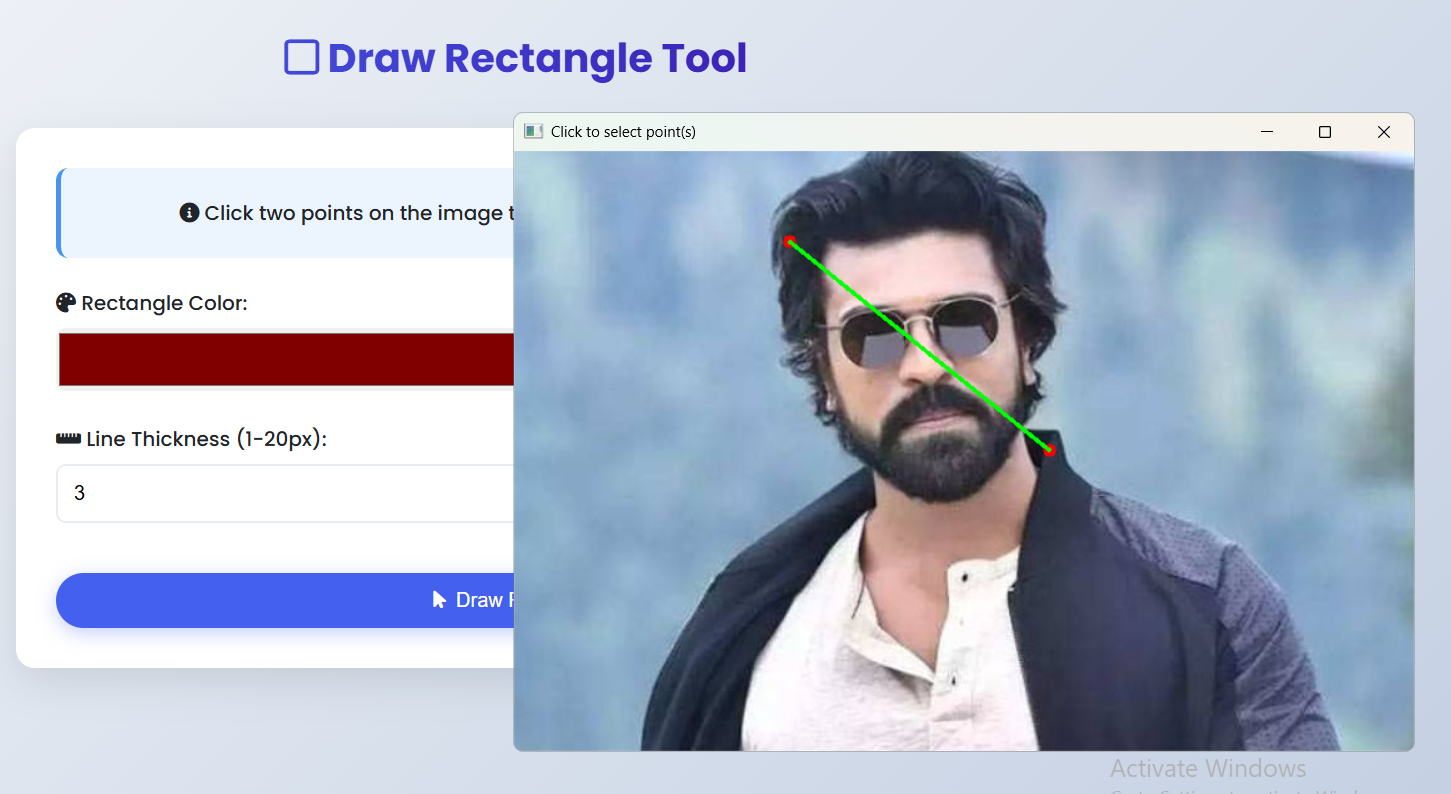 Draw Rectangle Tool
Click to select point(s)
Click two points on the image
Rectangle Color:
Line Thickness (1-20px):
3
Draw
Activate Windows